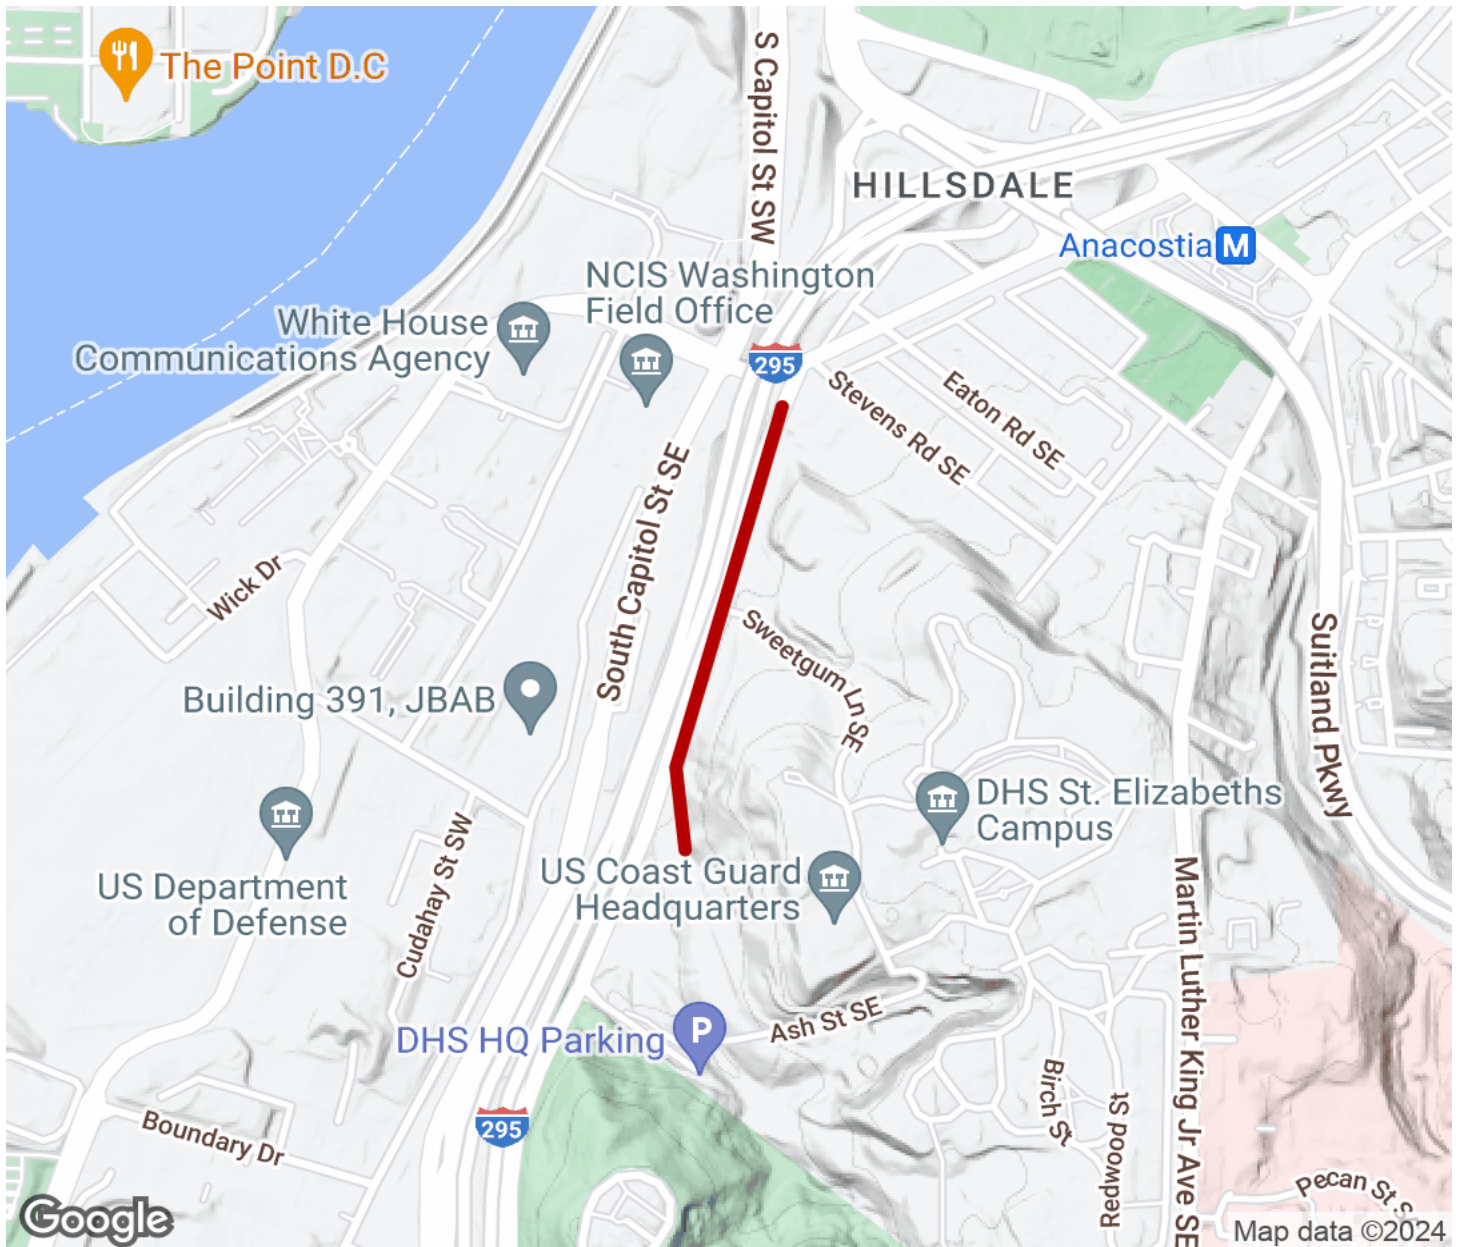 The Point D.C
S Capitol St SW
HILLSDALE
Anacostia M
NCIS Washington
Field Office
White House
Communications Agency
295
Stevens Rd SE
Eaton Rd SE
South Capitol St SE
Wick Dr
Sweetgum Ln SE
Suitland Pkwy
Building 391, JBAB
DHS St. Elizabeths
Campus
US Coast Guard
Headquarters
US Department
of Defense
Cudahay St SW
Martin Luther King Jr Ave SE
Ash St SE
DHS HQ Parking P
Birch St
Redwood St
295
Boundary Dr
Pecan St S
Google
Map data ©2024